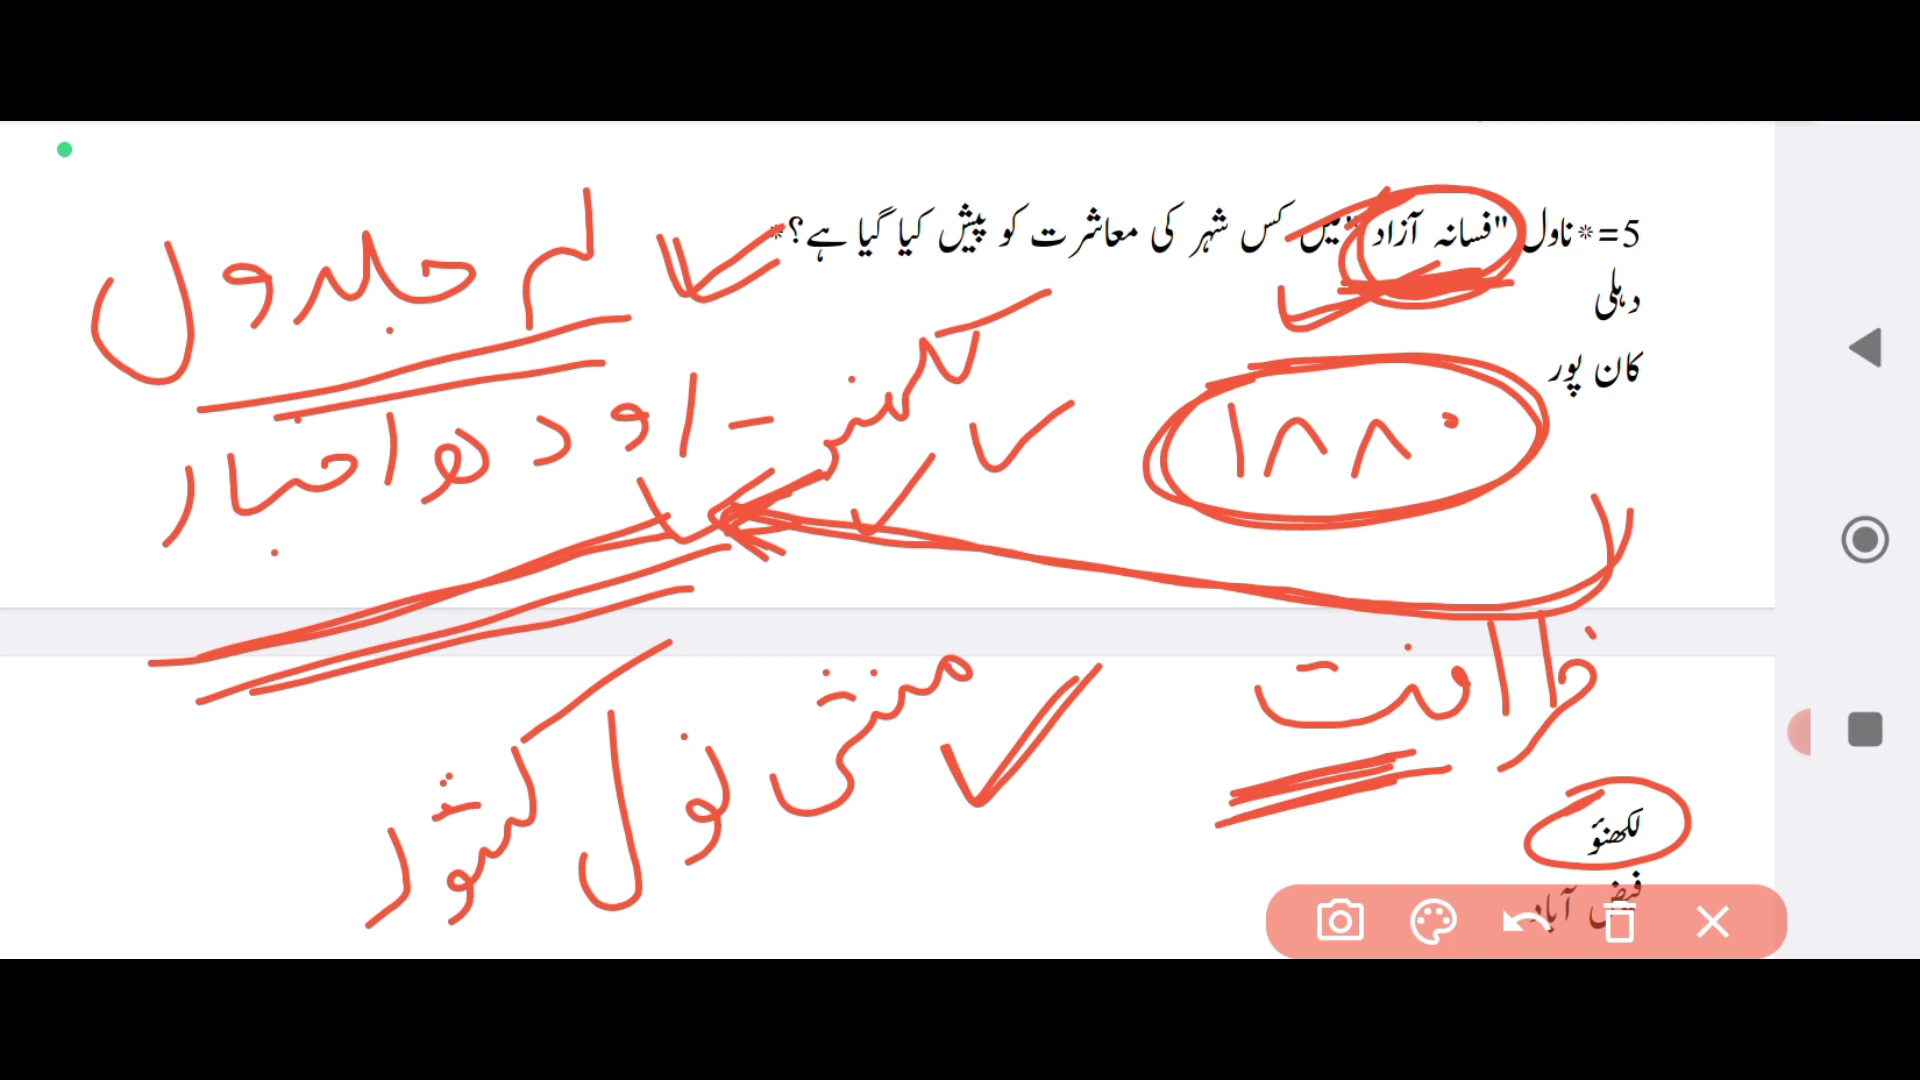 5=*ناول "فسانہ آزاد" میں کس شہر کی معاشرت کو پیش کیا گیا ہے؟*
دہلی
کان پور
۴ جلدوں
اودھ اخبار -
۱۸۸۰
ظرافت
منشی نول کشور
لکھنؤ
فیض آباد